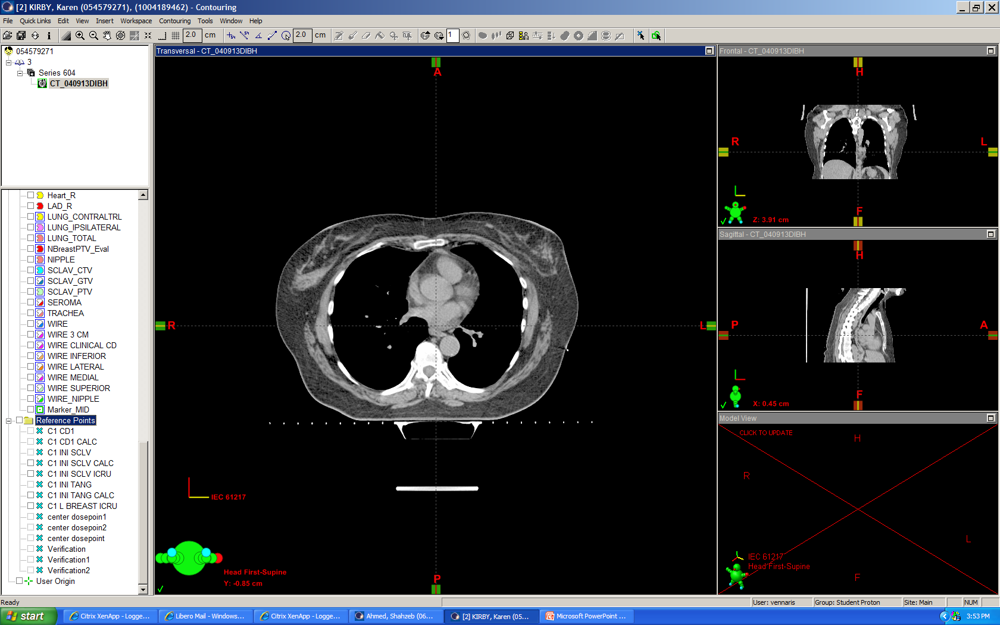 [2] KIRBY, Karen (054579271), (1004189462) - Contouring
File Quick Links Edit View Insert Workspace Contouring Tools Window Help
2.0 cm 2.0 cm 1
054579271
3
Series 604
CT_040913DIBH
Heart_R
LAD_R
LUNG_CONTRALTRL
LUNG_IPSILATERAL
LUNG_TOTAL
NBreastPTV_Eval
NIPPLE
SCLAV_CTV
SCLAV_GTV
SCLAV_PTV
SEROMA
TRACHEA
WIRE
WIRE 3 CM
WIRE CLINICAL CD
WIRE INFERIOR
WIRE LATERAL
WIRE MEDIAL
WIRE SUPERIOR
WIRE_NIPPLE
Marker_MID
Reference Points
C1 CD1
C1 CD1 CALC
C1 INI SCLV
C1 INI SCLV CALC
C1 INI SCLV ICRU
C1 INI TANG
C1 INI TANG CALC
C1 L BREAST ICRU
center dosepoin1
center dosepoin2
center dosepoint
Verification
Verification1
Verification2
User Origin
Transversal - CT_040913DIBH
A
R
L
P
IEC 61217
Head First-Supine
Y: -0.85 cm
Frontal - CT_040913DIBH
H
R
L
F
Z: 3.91 cm
Sagittal - CT_040913DIBH
H
P
A
F
X: 0.45 cm
Model View
CLICK TO UPDATE
H
R
L
IEC 61217
Head First-Supine
F
Ready
User: vennaris
Group: Student Proton
Site: Main
NUM
start
Citrix XenApp - Logge...
Libero Mail - Windows...
Citrix XenApp - Logge...
Ahmed, Shahzeb (06...
[2] KIRBY, Karen (05...
Microsoft PowerPoint ...
3:53 PM